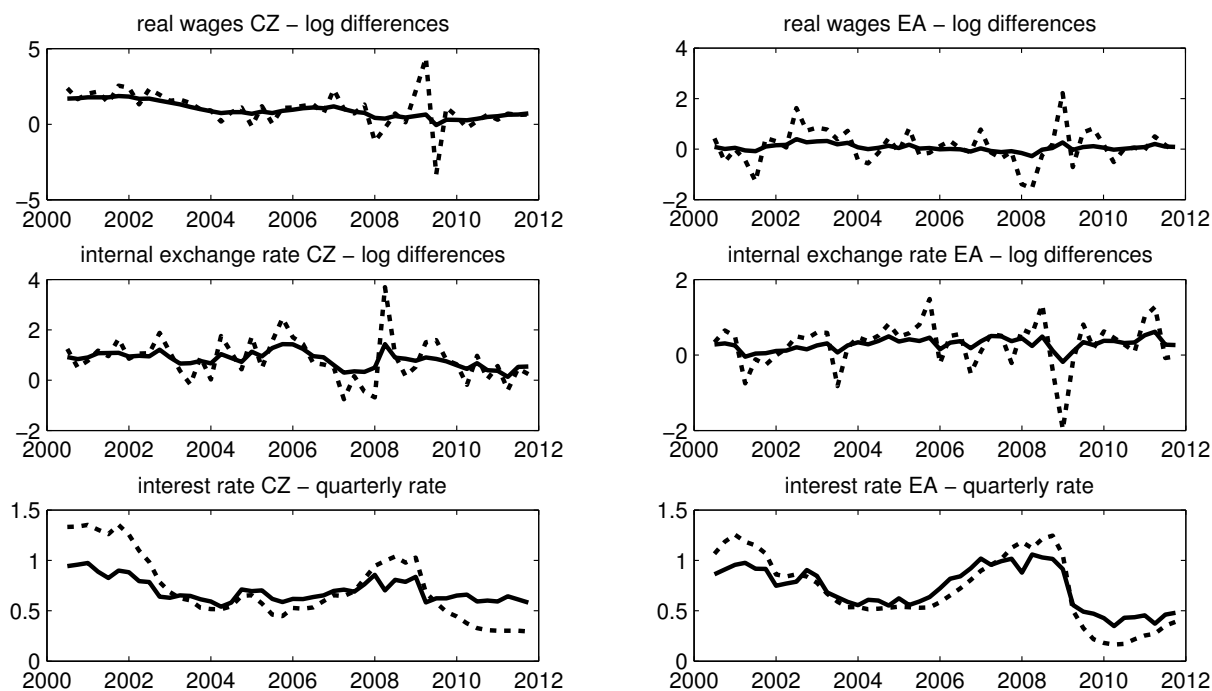 real wages CZ − log differences
5
0
−5
2000 2002 2004 2006 2008 2010 2012
real wages EA − log differences
4
2
0
−2
2000 2002 2004 2006 2008 2010 2012
internal exchange rate CZ − log differences
4
2
0
−2
2000 2002 2004 2006 2008 2010 2012
internal exchange rate EA − log differences
2
0
−2
2000 2002 2004 2006 2008 2010 2012
interest rate CZ − quarterly rate
1.5
1
0.5
0
2000 2002 2004 2006 2008 2010 2012
interest rate EA − quarterly rate
1.5
1
0.5
0
2000 2002 2004 2006 2008 2010 2012